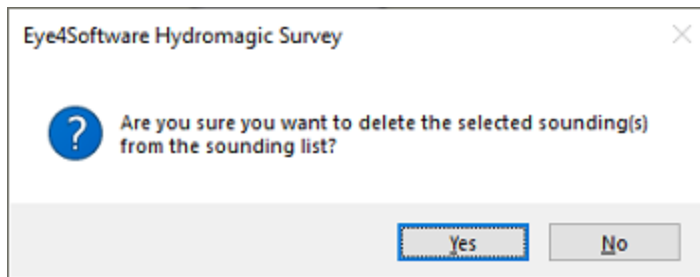 Eye4Software Hydromagic Survey
Are you sure you want to delete the selected sounding(s)
from the sounding list?
Yes
No